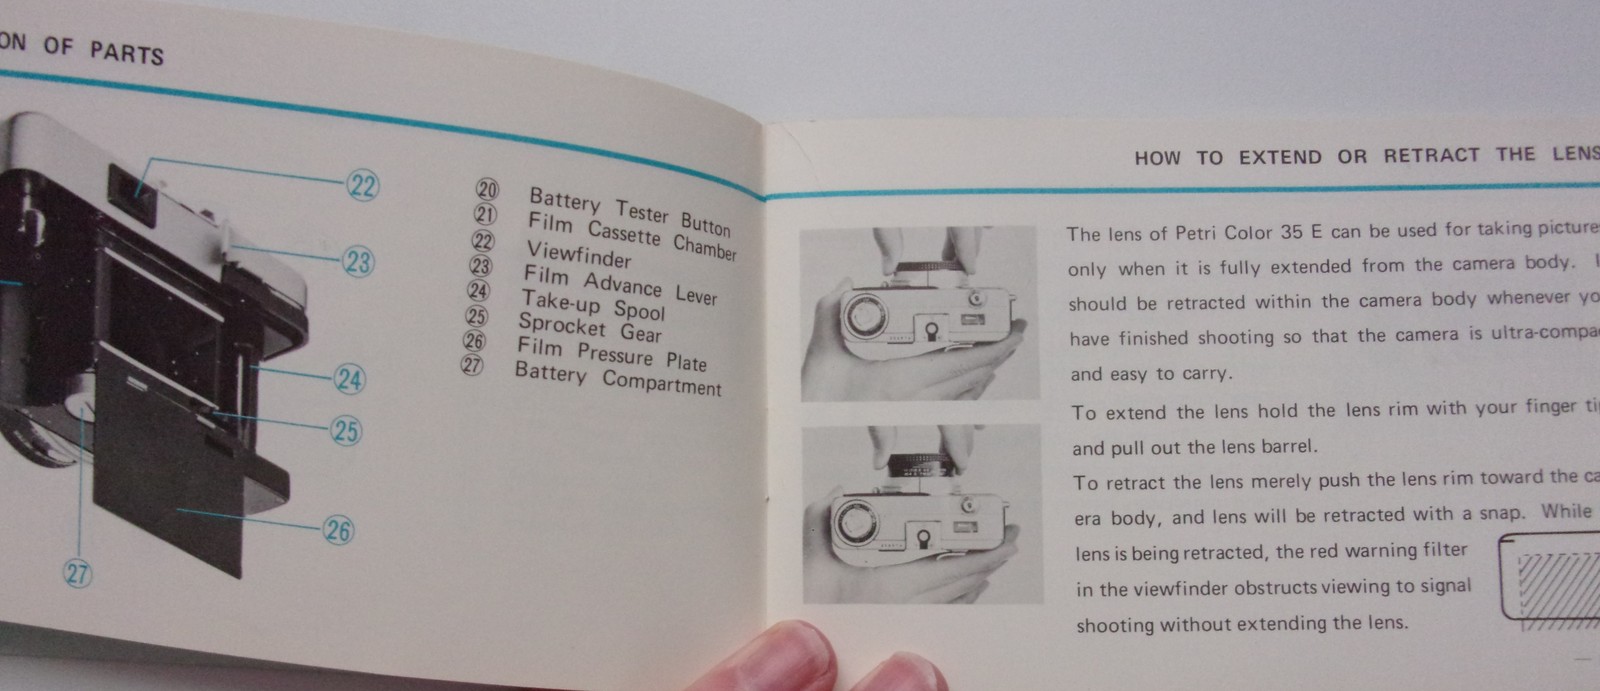 ON OF PARTS
22
23
24
25
26
27
20 Battery Tester Button
21 Film Cassette Chamber
22 Viewfinder
23 Film Advance Lever
24 Take-up Spool
25 Sprocket Gear
26 Film Pressure Plate
27 Battery Compartment
HOW TO EXTEND OR RETRACT THE LENS
The lens of Petri Color 35 E can be used for taking picture
only when it is fully extended from the camera body.
should be retracted within the camera body whenever yo
have finished shooting so that the camera is ultra-compa
and easy to carry.
To extend the lens hold the lens rim with your finger ti
and pull out the lens barrel.
To retract the lens merely push the lens rim toward the ca
era body, and lens will be retracted with a snap. While
lens is being retracted, the red warning filter
in the viewfinder obstructs viewing to signal
shooting without extending the lens.